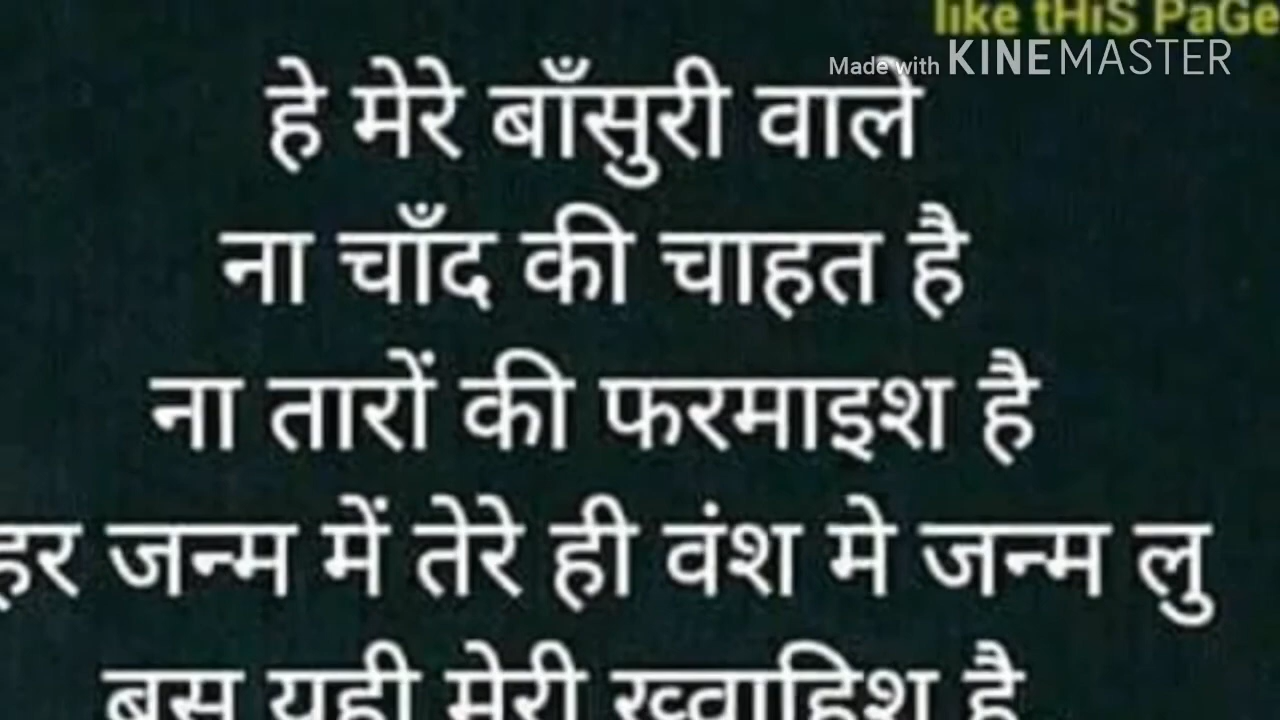 like tHiS PaGe
Made with KINEMASTER
हे मेरे बाँसुरी वाले
ना चाँद की चाहत है
ना तारों की फरमाइश है
हर जन्म में तेरे ही वंश मे जन्म लु
बस यही मेरी ख्वाहिश है